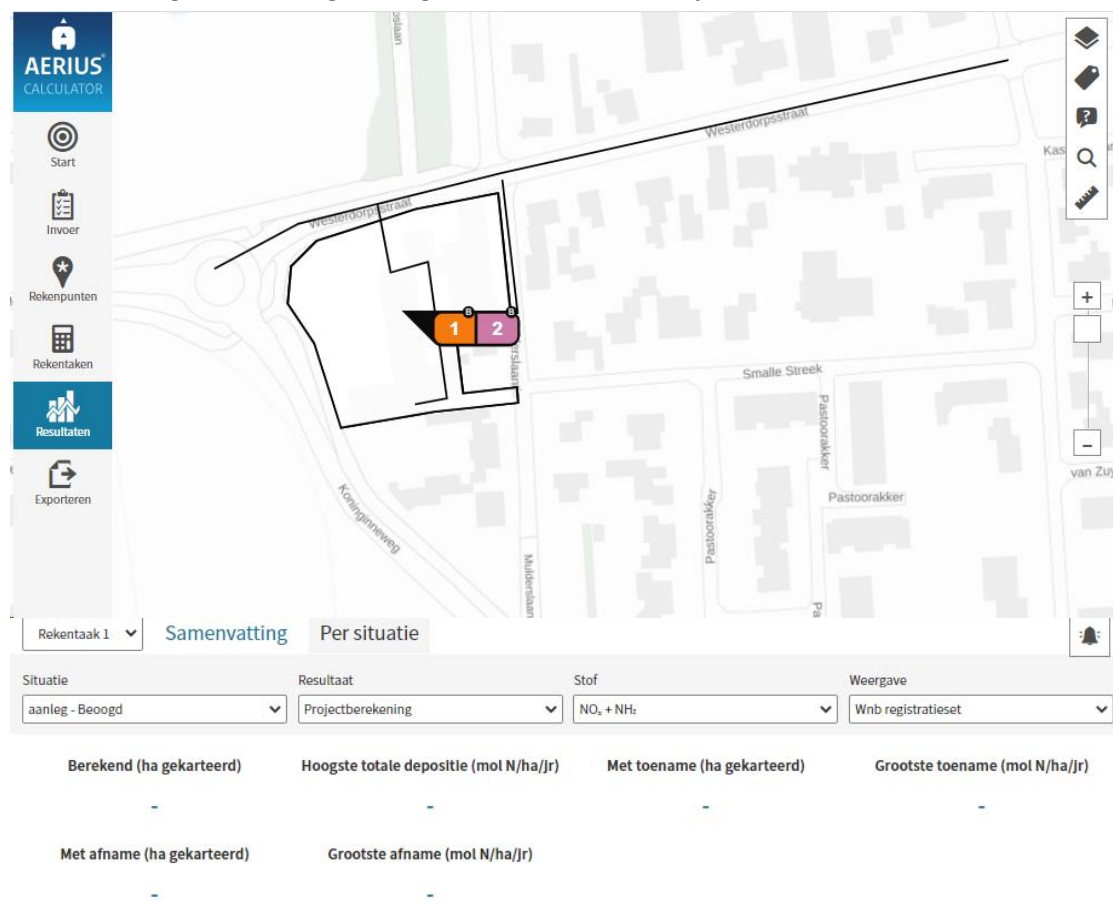 AERIUS®
CALCULATOR
Start
Invoer
Rekenpunten
Rekentaken
Resultaten
Exporteren
Westerdorpsstraat
Westerdorpsstraat
Smalle Streek
Pastoorakker
Pastoorakker
Pastoorakker
Koninginneweg
Mulderslaan
van Zuy
Kas
Pa
1 B
2 B
+
−
Rekentaak 1 Samenvatting Per situatie
Situatie Resultaat Stof Weergave
aanleg - Beoogd Projectberekening NOₓ + NH₃ Wnb registratieset
Berekend (ha gekarteerd) Hoogste totale depositie (mol N/ha/jr) Met toename (ha gekarteerd) Grootste toename (mol N/ha/jr)
- - - -
Met afname (ha gekarteerd) Grootste afname (mol N/ha/jr)
- -